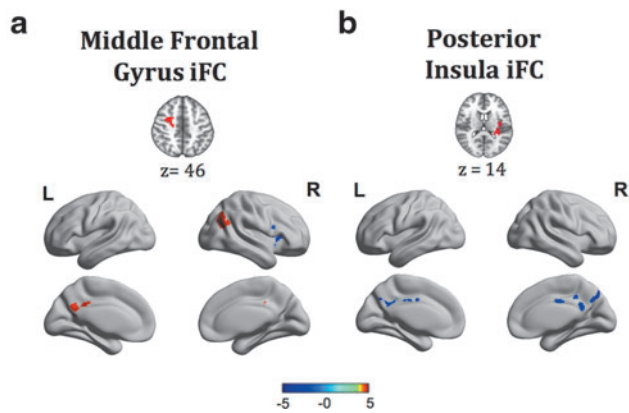 a
Middle Frontal
Gyrus iFC
z= 46
L
R
b
Posterior
Insula iFC
z = 14
L
R
-5 -0 5